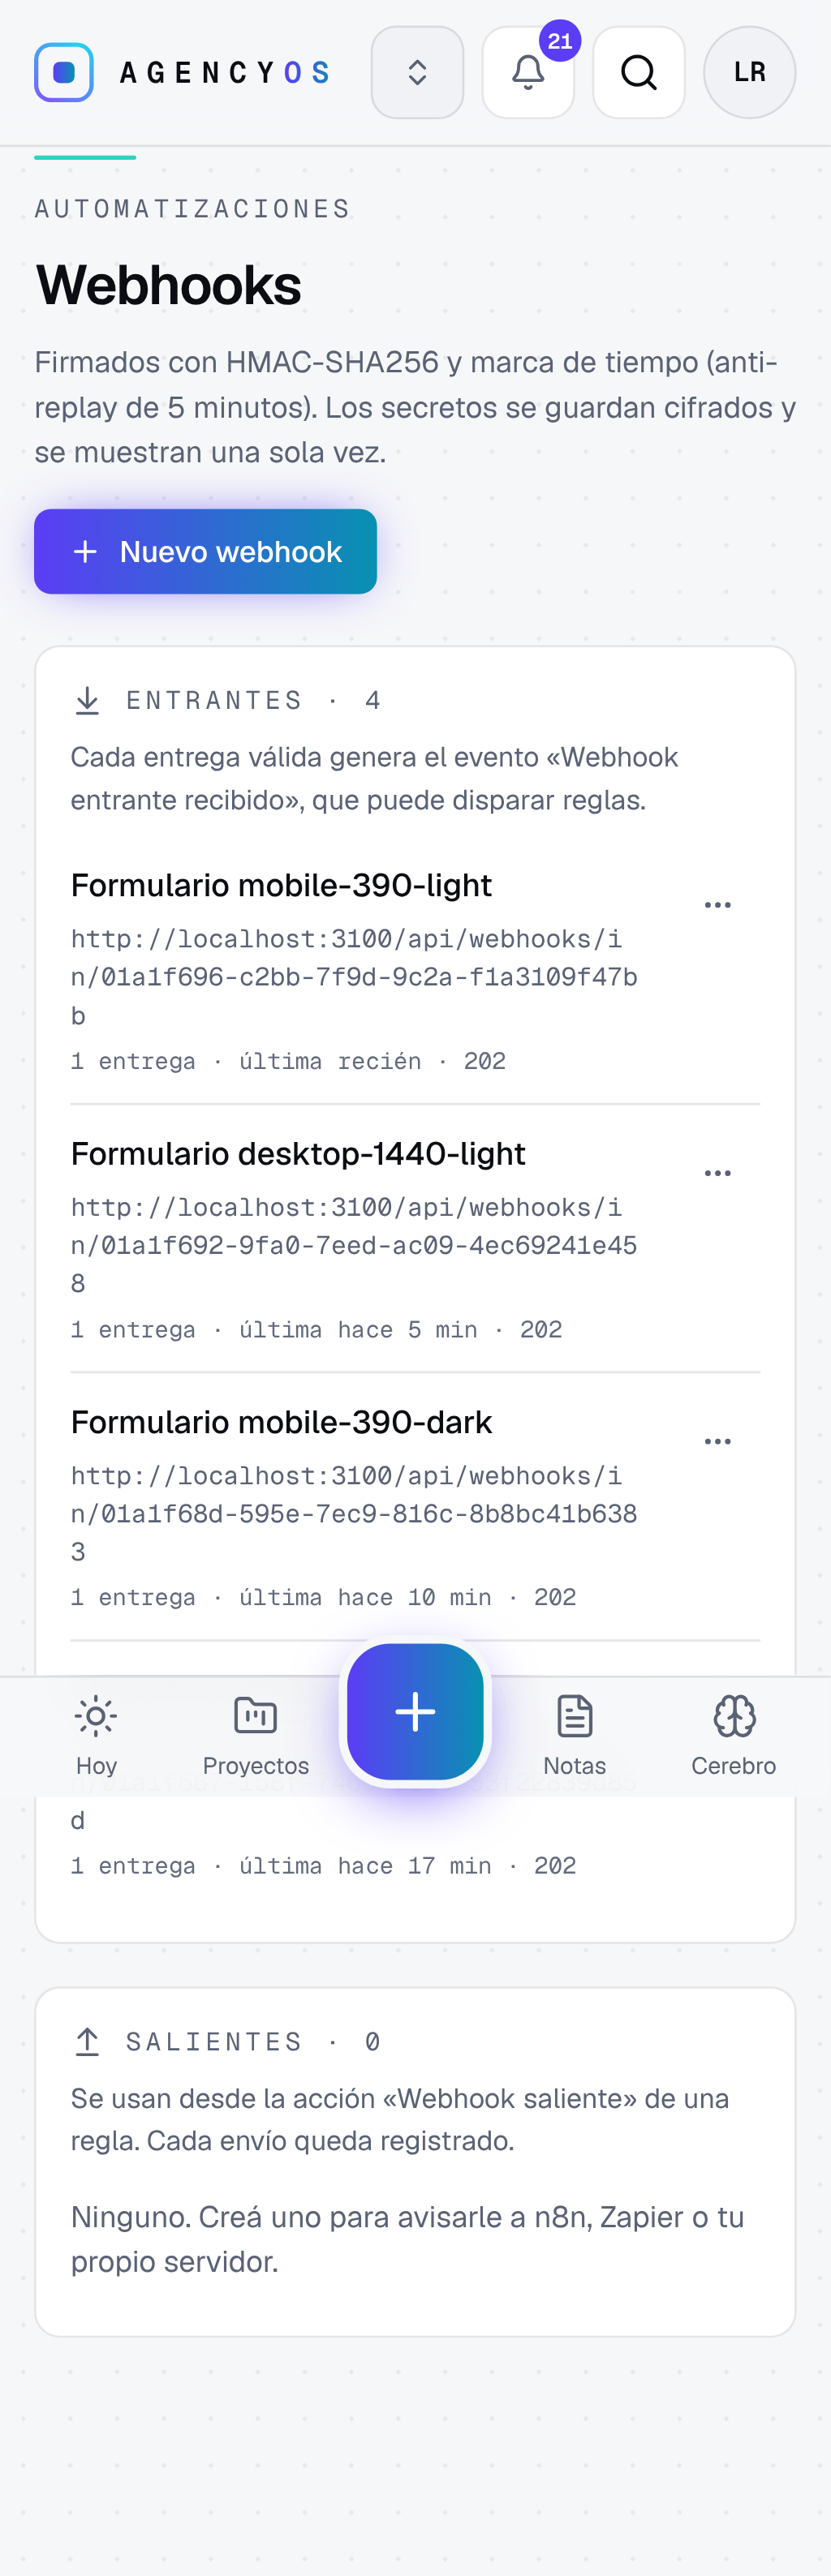 AGENCYOS
21
LR
AUTOMATIZACIONES
Webhooks
Firmados con HMAC-SHA256 y marca de tiempo (anti-
replay de 5 minutos). Los secretos se guardan cifrados y
se muestran una sola vez.
Nuevo webhook
ENTRANTES · 4
Cada entrega válida genera el evento «Webhook
entrante recibido», que puede disparar reglas.
Formulario mobile-390-light
http://localhost:3100/api/webhooks/i
n/01a1f696-c2bb-7f9d-9c2a-f1a3109f47b
b
1 entrega · última recién · 202
Formulario desktop-1440-light
http://localhost:3100/api/webhooks/i
n/01a1f692-9fa0-7eed-ac09-4ec69241e45
8
1 entrega · última hace 5 min · 202
Formulario mobile-390-dark
http://localhost:3100/api/webhooks/i
n/01a1f68d-595e-7ec9-816c-8b8bc41b638
3
1 entrega · última hace 10 min · 202
Hoy
Proyectos
Notas
Cerebro
d
1 entrega · última hace 17 min · 202
SALIENTES · 0
Se usan desde la acción «Webhook saliente» de una
regla. Cada envío queda registrado.
Ninguno. Creá uno para avisarle a n8n, Zapier o tu
propio servidor.